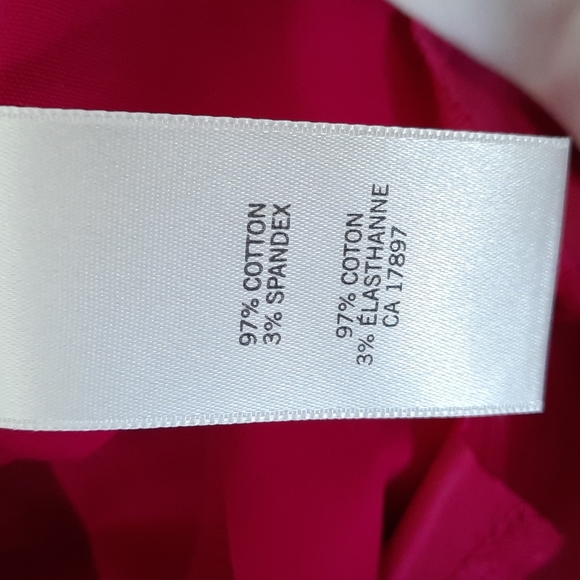 97% COTTON
3% SPANDEX
97% COTON
3% ÉLASTHANNE
CA 17897